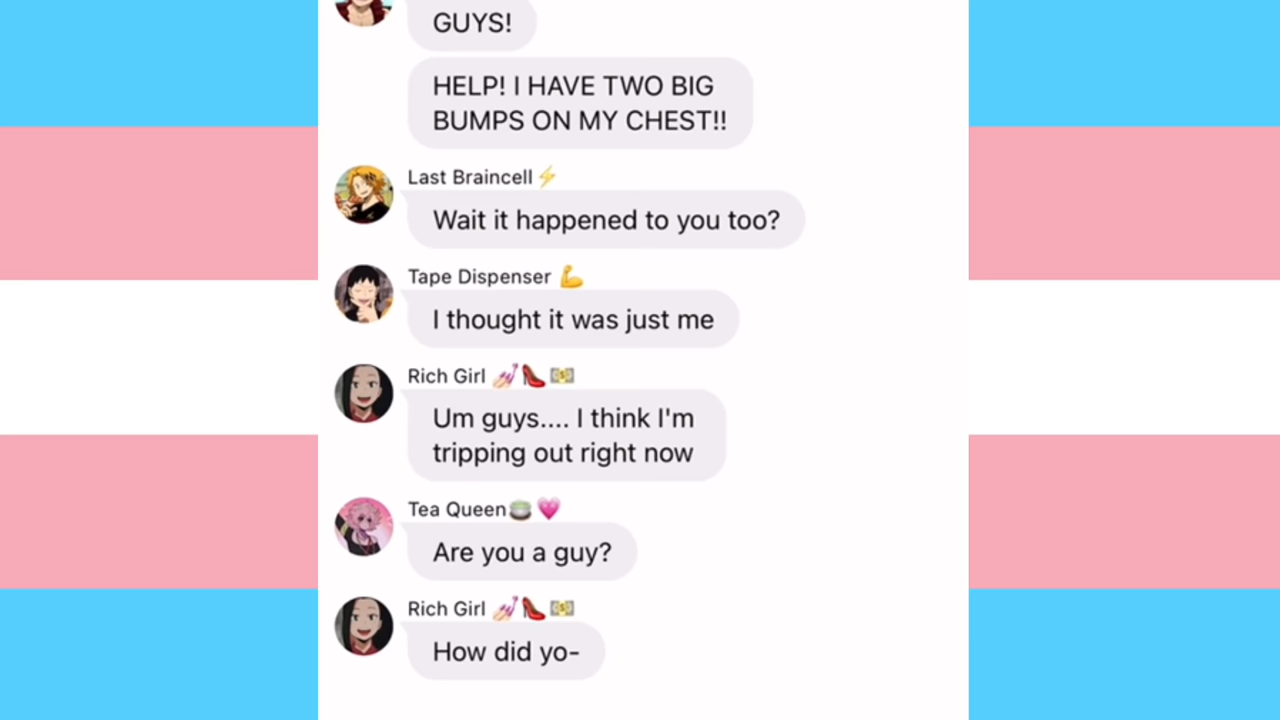 GUYS!
HELP! I HAVE TWO BIG
BUMPS ON MY CHEST!!
Last Braincell⚡
Wait it happened to you too?
Tape Dispenser 💪
I thought it was just me
Rich Girl 💅👠💵
Um guys.... I think I'm
tripping out right now
Tea Queen🍵💗
Are you a guy?
Rich Girl 💅👠💵
How did yo-